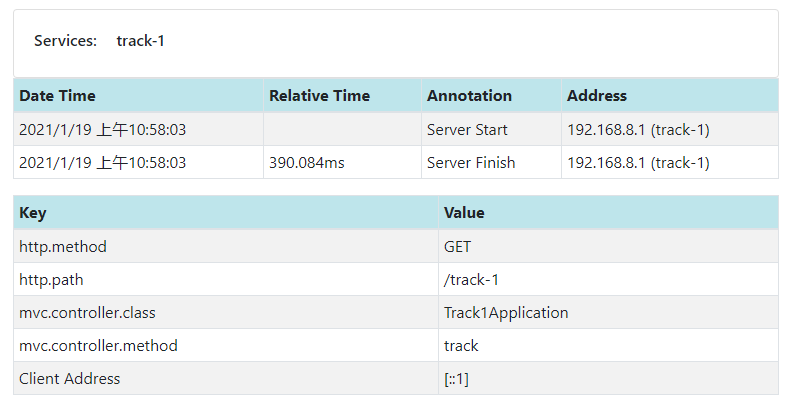 Services: track-1
Date Time Relative Time Annotation Address
2021/1/19 上午10:58:03 Server Start 192.168.8.1 (track-1)
2021/1/19 上午10:58:03 390.084ms Server Finish 192.168.8.1 (track-1)
Key Value
http.method GET
http.path /track-1
mvc.controller.class Track1Application
mvc.controller.method track
Client Address [::1]